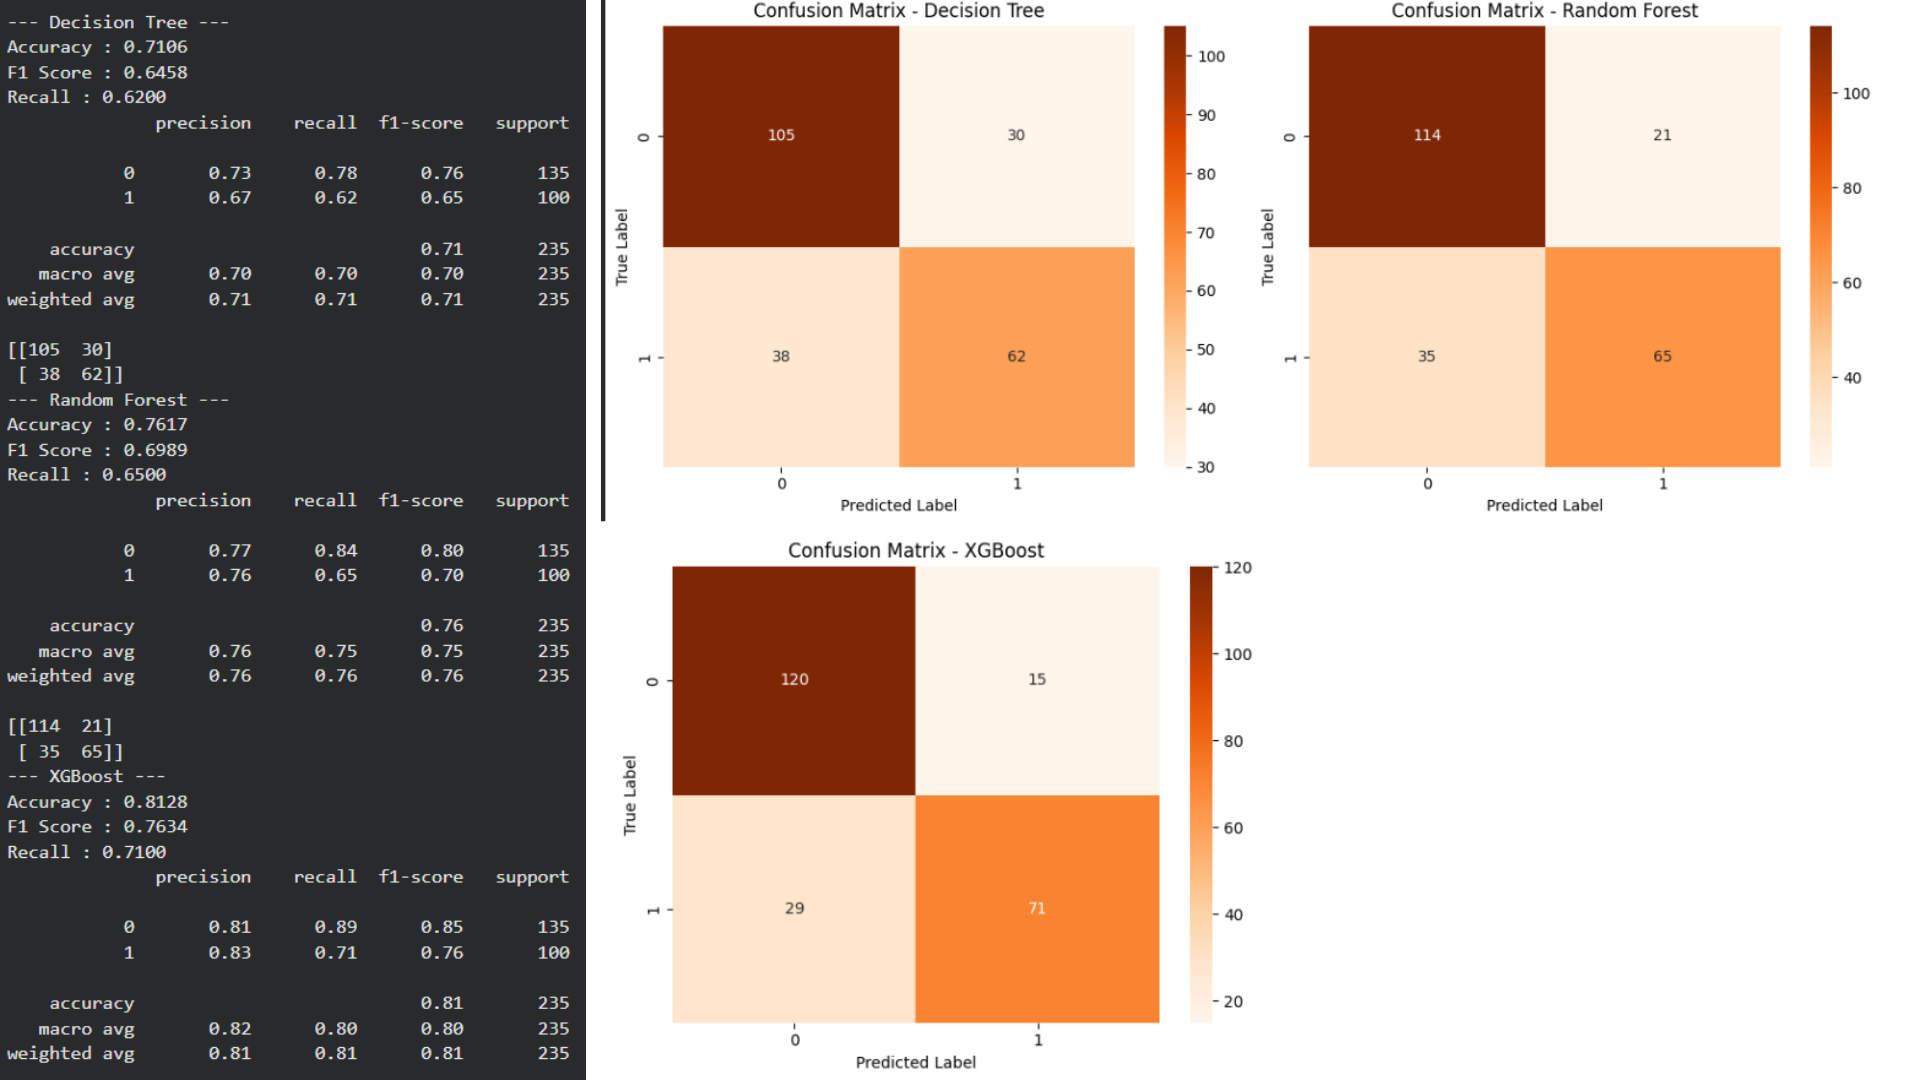 --- Decision Tree ---
Accuracy : 0.7106
F1 Score : 0.6458
Recall : 0.6200
precision recall f1-score support
0 0.73 0.78 0.76 135
1 0.67 0.62 0.65 100
accuracy 0.71 235
macro avg 0.70 0.70 0.70 235
weighted avg 0.71 0.71 0.71 235
[[105 30]
[ 38 62]]
--- Random Forest ---
Accuracy : 0.7617
F1 Score : 0.6989
Recall : 0.6500
precision recall f1-score support
0 0.77 0.84 0.80 135
1 0.76 0.65 0.70 100
accuracy 0.76 235
macro avg 0.76 0.75 0.75 235
weighted avg 0.76 0.76 0.76 235
[[114 21]
[ 35 65]]
--- XGBoost ---
Accuracy : 0.8128
F1 Score : 0.7634
Recall : 0.7100
precision recall f1-score support
0 0.81 0.89 0.85 135
1 0.83 0.71 0.76 100
accuracy 0.81 235
macro avg 0.82 0.80 0.80 235
weighted avg 0.81 0.81 0.81 235
Confusion Matrix - Decision Tree
True Label
0
105 30
1
38 62
0 1
Predicted Label
100
90
80
70
60
50
40
30
Confusion Matrix - Random Forest
True Label
0
114 21
1
35 65
0 1
Predicted Label
100
80
60
40
Confusion Matrix - XGBoost
True Label
0
120 15
1
29 71
0 1
Predicted Label
120
100
80
60
40
20